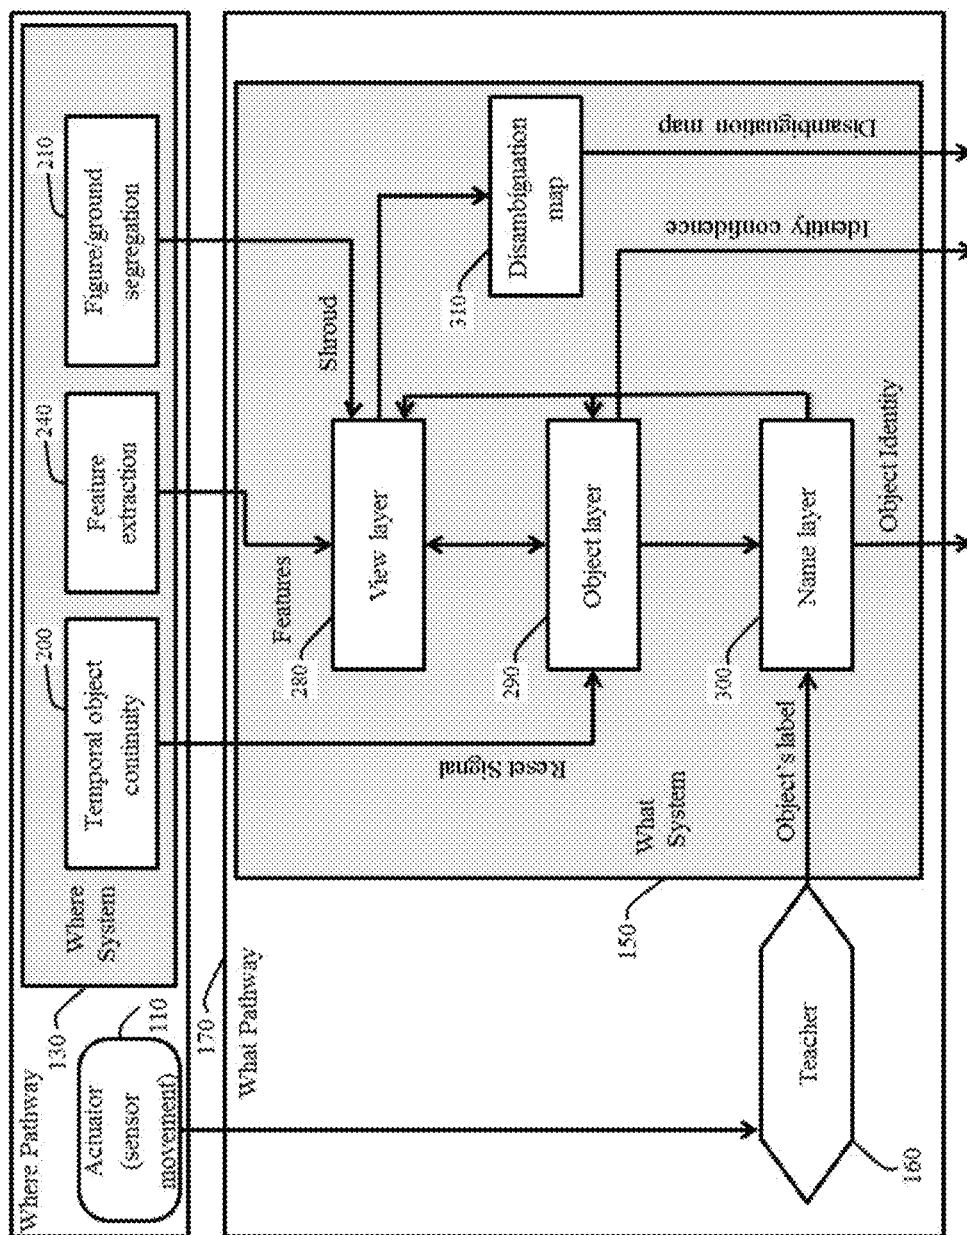 Where Pathway
130
Where
System
Actuator
(sensor
movement)
110
200
Temporal object
continuity
240
Feature
extraction
210
Figure/ground
segregation
170
What Pathway
150
What
System
Reset Signal
Features
Shroud
280
View layer
290
Object layer
300
Name layer
310
Disambiguation
map
Teacher
160
Object's label
Object Identity
Identity confidence
Disambiguation map